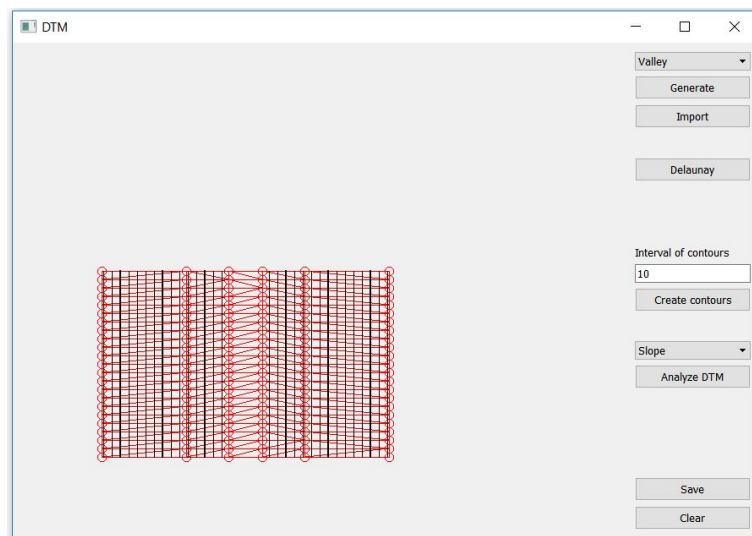 DTM
Valley
Generate
Import
Delaunay
Interval of contours
10
Create contours
Slope
Analyze DTM
Save
Clear